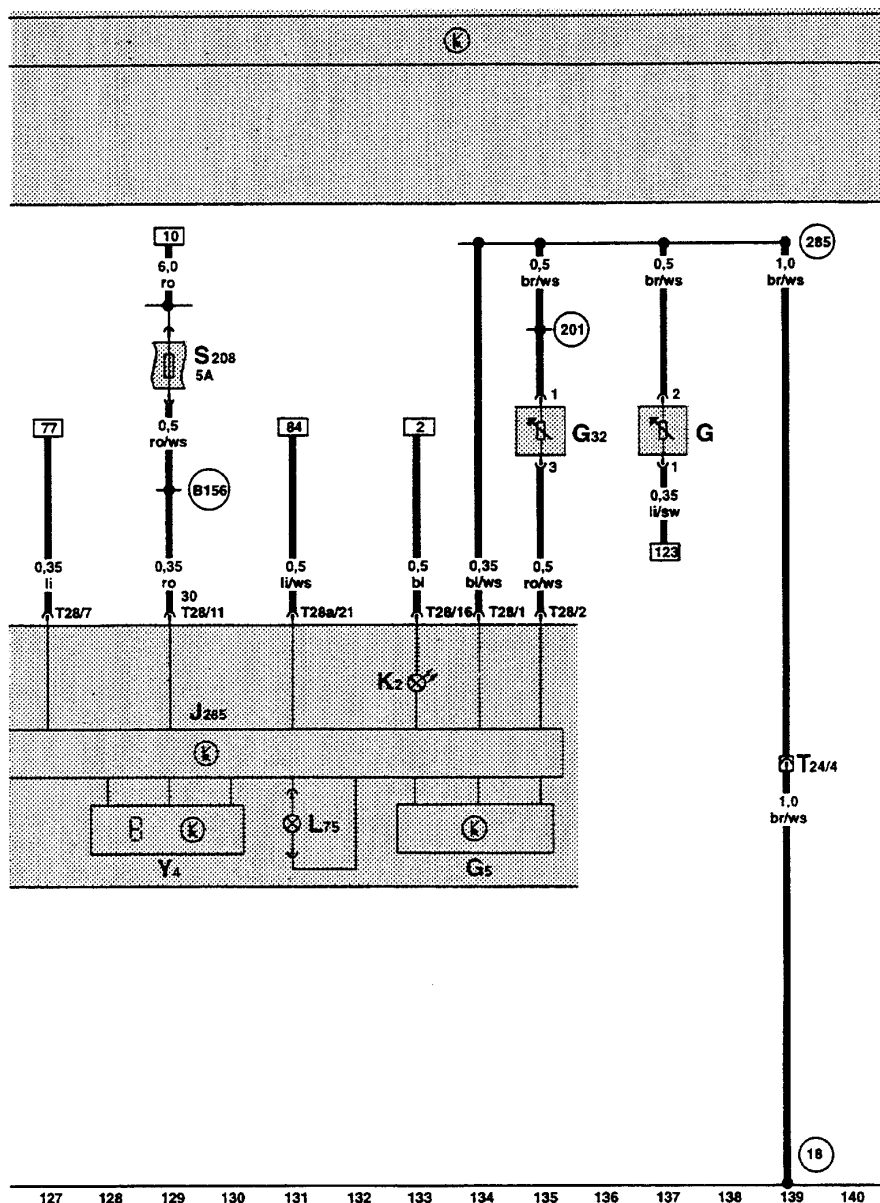 10
6,0
ro
S208
5A
0,5
ro/ws
B156
0,35
ro
30
T28/11
77
0,35
li
T28/7
84
0,5
li/ws
T28a/21
2
0,5
bl
T28/16
0,35
bl/ws
T28/1
0,5
br/ws
201
1
G32
3
0,5
ro/ws
T28/2
0,5
br/ws
2
G
1
0,35
li/sw
123
285
1,0
br/ws
T24/4
1,0
br/ws
18
K2
J285
L75
Y4
G5
127 128 129 130 131 132 133 134 135 136 137 138 139 140